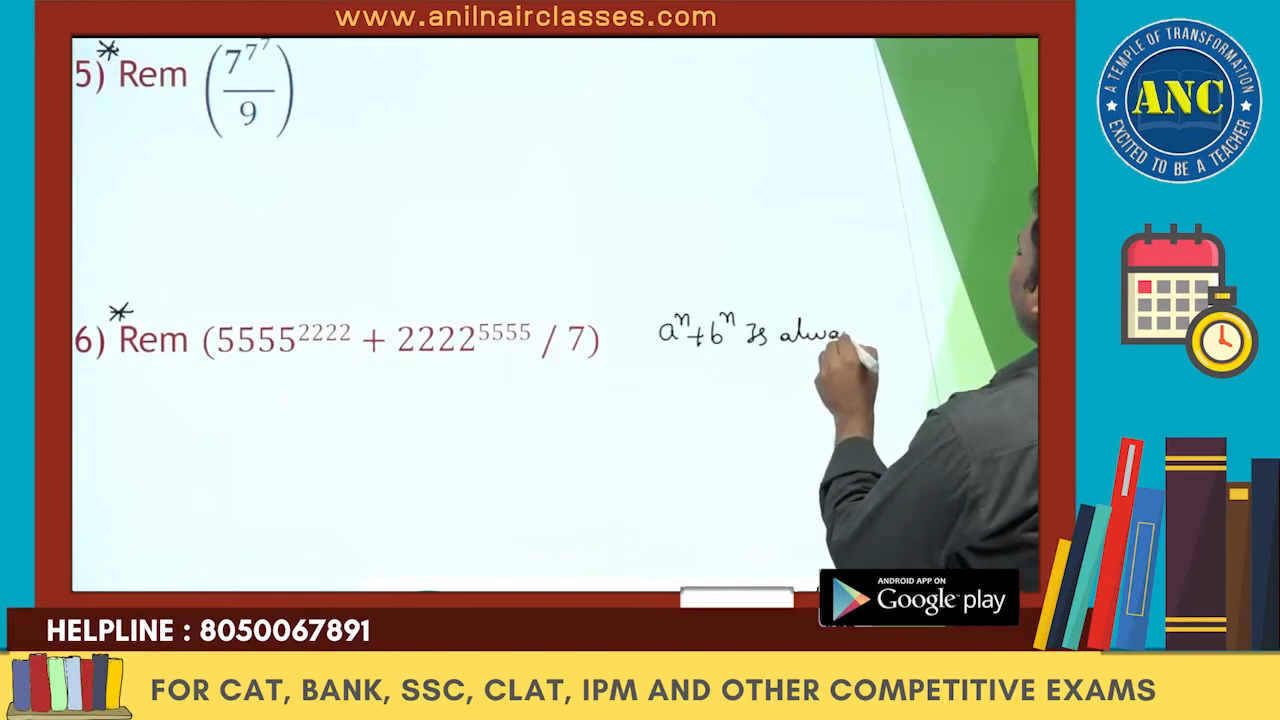 www.anilnairclasses.com
5) Rem (7^7^7 / 9)
6) Rem (5555^2222 + 2222^5555 / 7)
a^n + b^n Is alwa
A TEMPLE OF TRANSFORMATION
ANC
EXCITED TO BE A TEACHER
ANDROID APP ON
Google play
HELPLINE : 8050067891
FOR CAT, BANK, SSC, CLAT, IPM AND OTHER COMPETITIVE EXAMS